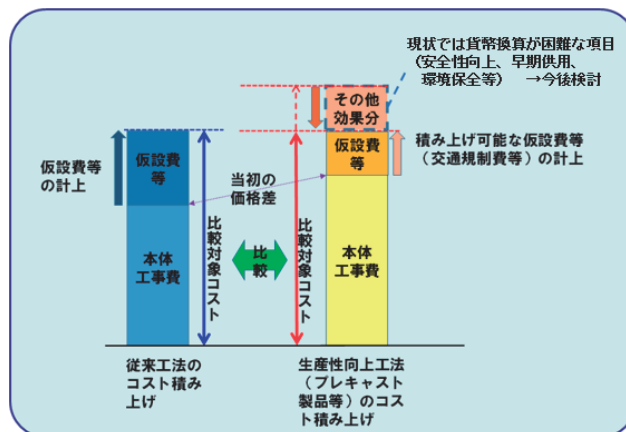 現状では貨幣換算が困難な項目
(安全性向上、早期供用、
環境保全等) →今後検討
その他
効果分
仮設費
等
積み上げ可能な仮設費等
(交通規制費等)の計上
仮設費等
の計上
仮設費
等
当初の
価格差
本体
工事費
比較対象コスト
比較
比較対象コスト
本体
工事費
従来工法の
コスト積み
上げ
生産性向上工法
(プレキャスト
製品等)のコス
ト積み上げ